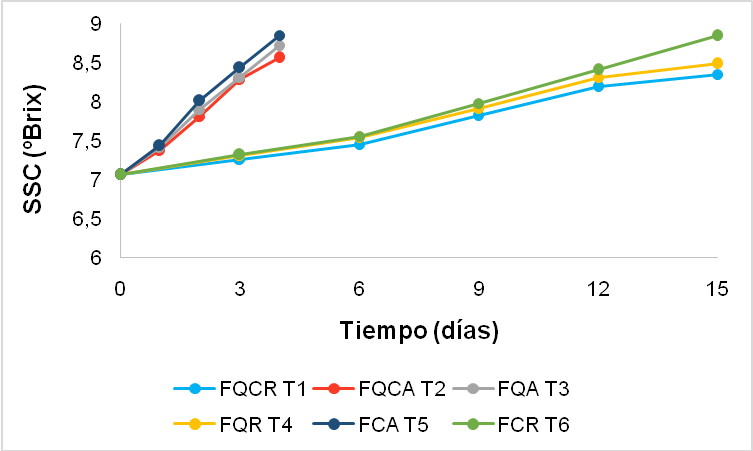 9
8,5
8
7,5
7
6,5
6
SSC (ºBrix)
0 3 6 9 12 15
Tiempo (días)
FQCR T1 FQCA T2 FQA T3
FQR T4 FCA T5 FCR T6